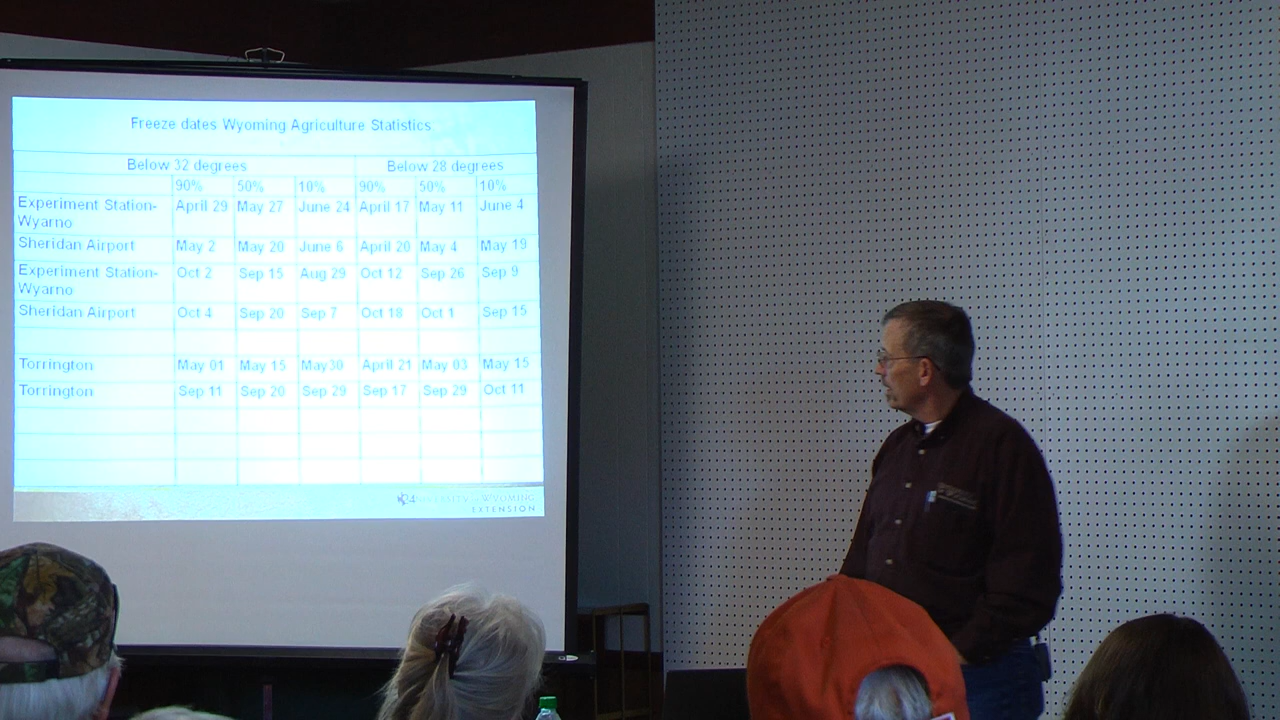 Freeze dates Wyoming Agriculture Statistics
Below 32 degrees Below 28 degrees
90% 50% 10% 90% 50% 10%
Experiment Station- April 29 May 27 June 24 April 17 May 11 June 4
Wyarno
Sheridan Airport May 2 May 20 June 6 April 20 May 4 May 19
Experiment Station- Oct 2 Sep 15 Aug 29 Oct 12 Sep 26 Sep 9
Wyarno
Sheridan Airport Oct 4 Sep 20 Sep 7 Oct 18 Oct 1 Sep 15
Torrington May 01 May 15 May30 April 21 May 03 May 15
Torrington Sep 11 Sep 20 Sep 29 Sep 17 Sep 29 Oct 11
UNIVERSITY OF WYOMING
EXTENSION